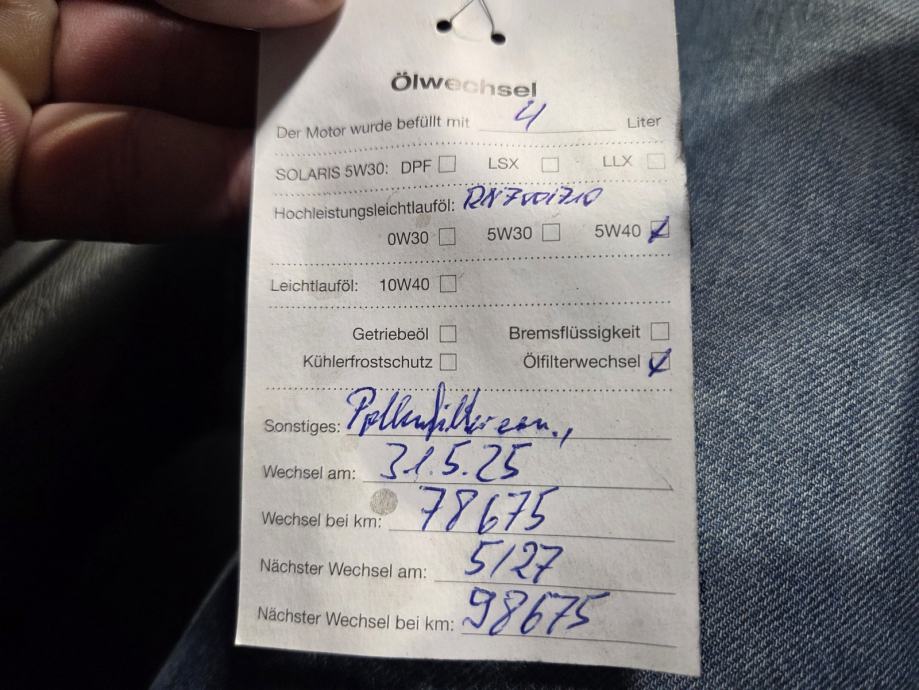 Ölwechsel
Der Motor wurde befüllt mit 4 Liter
SOLARIS 5W30: DPF LSX LLX
Hochleistungsleichtlauföl:
0W30 5W30 5W40
Leichtlauföl: 10W40
Getriebeöl Bremsflüssigkeit
Kühlerfrostschutz Ölfilterwechsel
Sonstiges: Pollenfilter
Wechsel am: 31.5.25
Wechsel bei km: 78675
Nächster Wechsel am: 5/27
Nächster Wechsel bei km: 98675